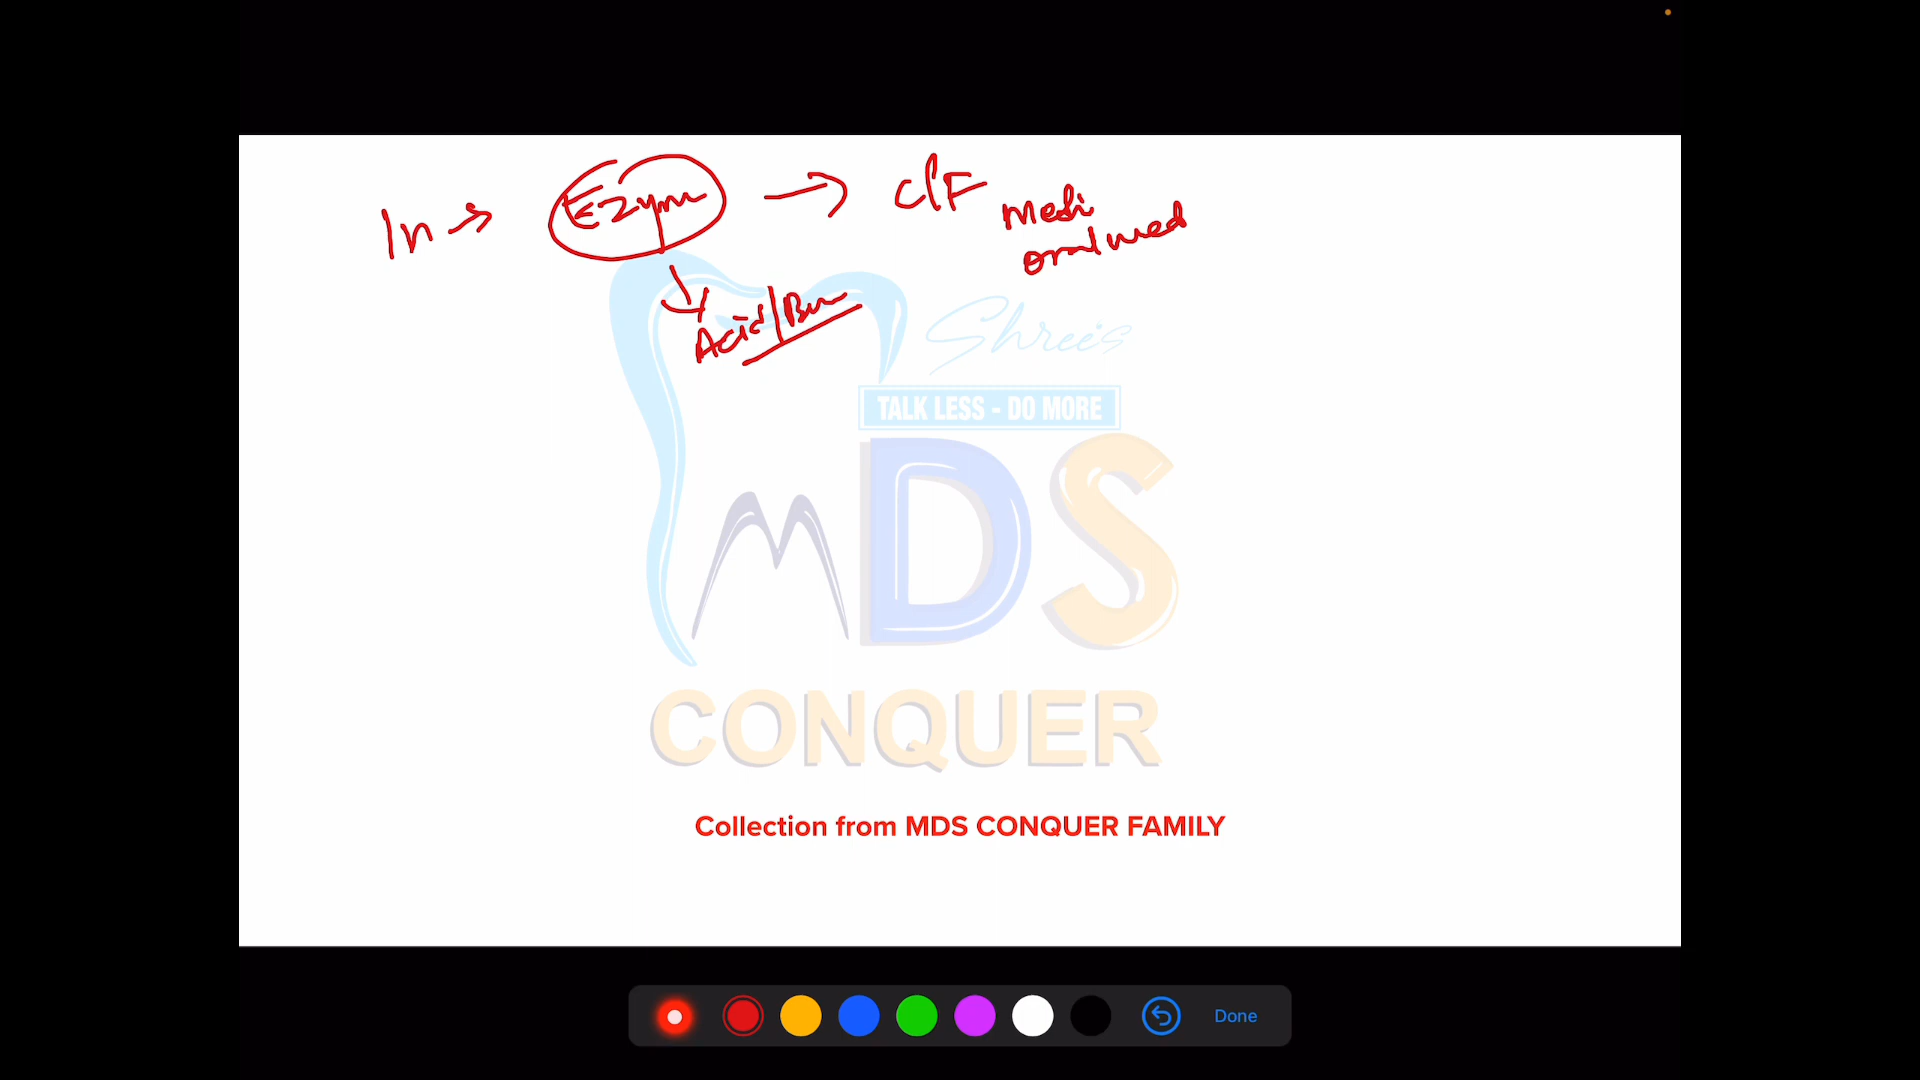 In → Ezym → C/F
Medi
oral med
Acid/
Shree's
TALK LESS - DO MORE
MDS
CONQUER
Collection from MDS CONQUER FAMILY
Done